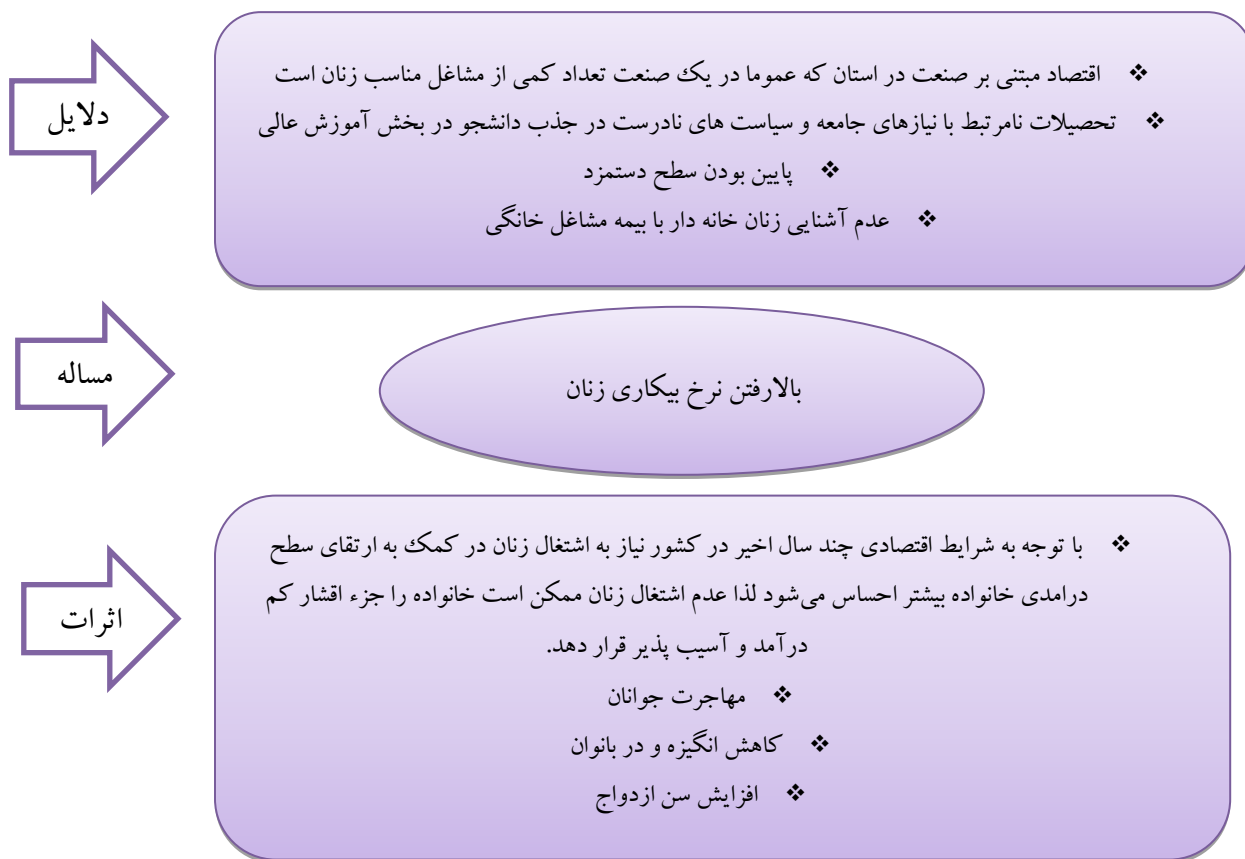 دلایل
❖ اقتصاد مبتنی بر صنعت در استان که عموما در یک صنعت تعداد کمی از مشاغل مناسب زنان است
❖ تحصیلات نامرتبط با نیازهای جامعه و سیاست های نادرست در جذب دانشجو در بخش آموزش عالی
❖ پایین بودن سطح دستمزد
❖ عدم آشنایی زنان خانه دار با بیمه مشاغل خانگی
مساله
بالارفتن نرخ بیکاری زنان
اثرات
❖ با توجه به شرایط اقتصادی چند سال اخیر در کشور نیاز به اشتغال زنان در کمک به ارتقای سطح
درامدی خانواده بیشتر احساس می‌شود لذا عدم اشتغال زنان ممکن است خانواده را جزء اقشار کم
درآمد و آسیب پذیر قرار دهد.
❖ مهاجرت جوانان
❖ کاهش انگیزه و در بانوان
❖ افزایش سن ازدواج